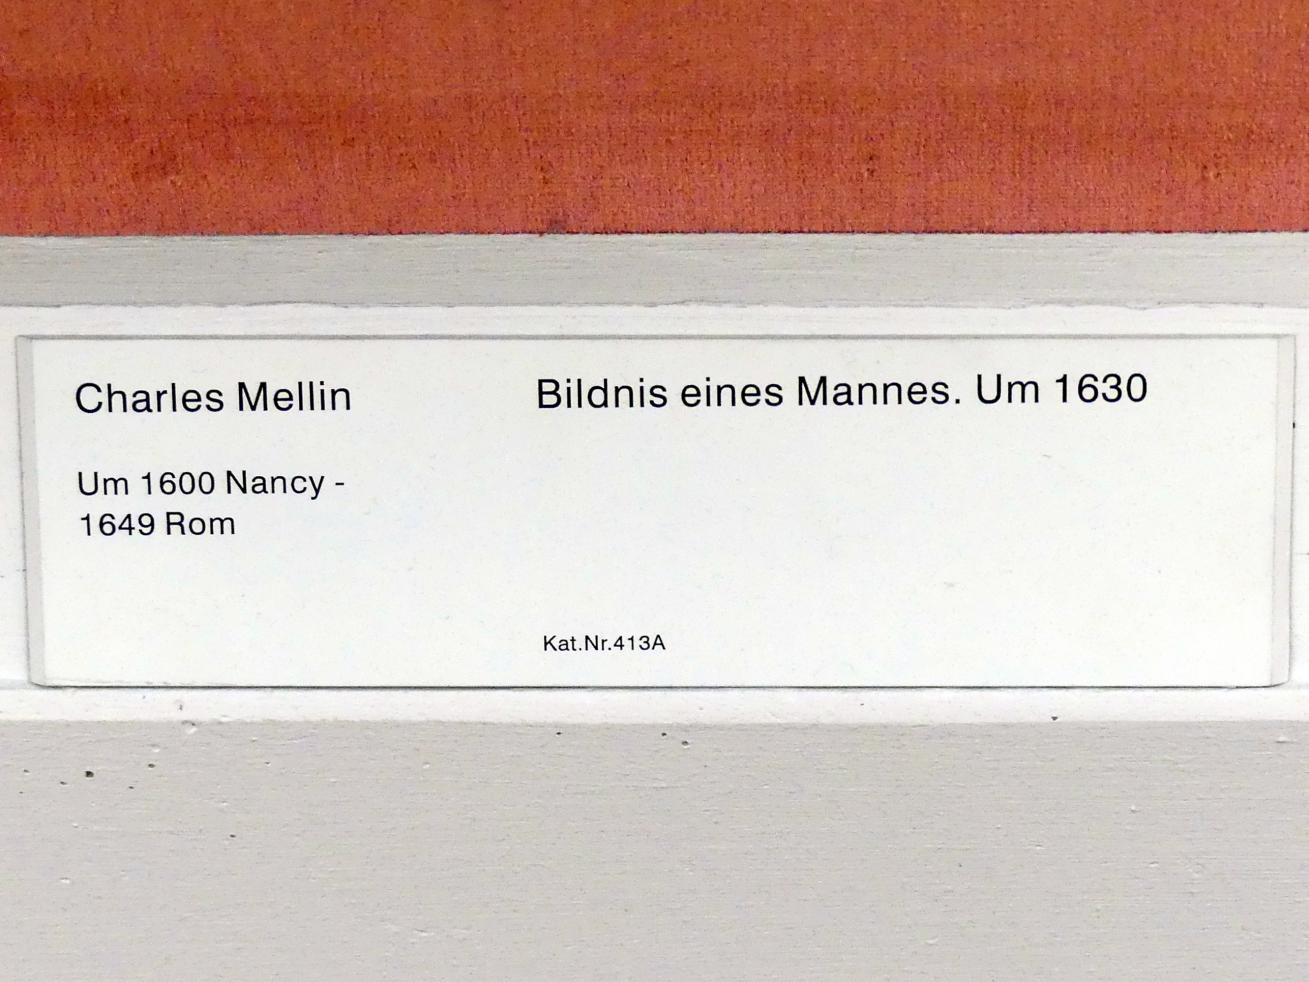 Charles Mellin
Um 1600 Nancy -
1649 Rom
Bildnis eines Mannes. Um 1630
Kat.Nr.413A